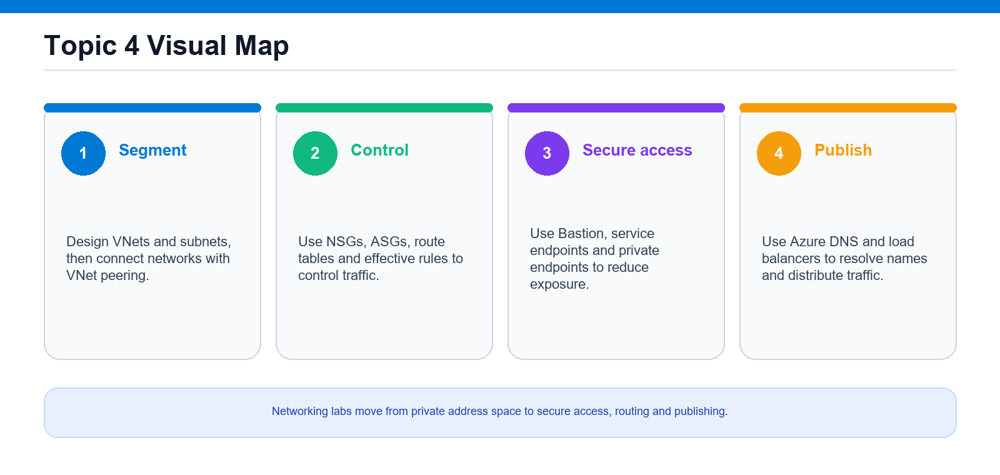 Topic 4 Visual Map
1
Segment
Design VNets and subnets,
then connect networks with
VNet peering.
2
Control
Use NSGs, ASGs, route
tables and effective rules to
control traffic.
3
Secure access
Use Bastion, service
endpoints and private
endpoints to reduce
exposure.
4
Publish
Use Azure DNS and load
balancers to resolve names
and distribute traffic.
Networking labs move from private address space to secure access, routing and publishing.